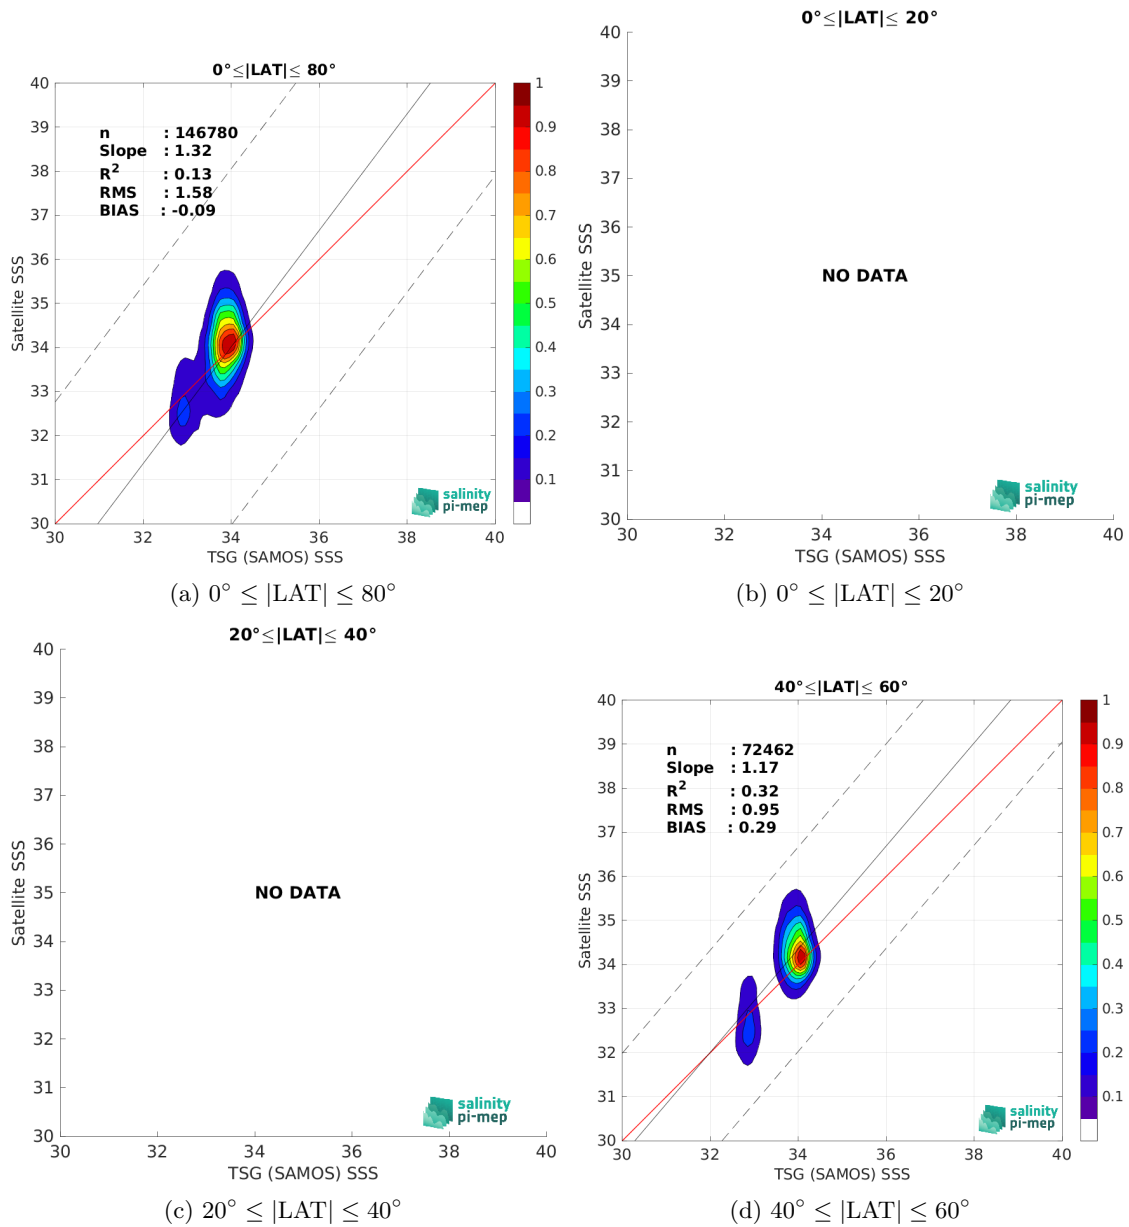 0°≤|LAT|≤ 80°
40
39
38
37
36
35
34
33
32
31
30
Satellite SSS
n : 146780
Slope : 1.32
R² : 0.13
RMS : 1.58
BIAS : -0.09
1
0.9
0.8
0.7
0.6
0.5
0.4
0.3
0.2
0.1
salinity
pi-mep
30 32 34 36 38 40
TSG (SAMOS) SSS
(a) 0° ≤ |LAT| ≤ 80°
0°≤|LAT|≤ 20°
40
39
38
37
36
35
34
33
32
31
30
Satellite SSS
NO DATA
salinity
pi-mep
30 32 34 36 38 40
TSG (SAMOS) SSS
(b) 0° ≤ |LAT| ≤ 20°
20°≤|LAT|≤ 40°
40
39
38
37
36
35
34
33
32
31
30
Satellite SSS
NO DATA
salinity
pi-mep
30 32 34 36 38 40
TSG (SAMOS) SSS
(c) 20° ≤ |LAT| ≤ 40°
40°≤|LAT|≤ 60°
40
39
38
37
36
35
34
33
32
31
30
Satellite SSS
n : 72462
Slope : 1.17
R² : 0.32
RMS : 0.95
BIAS : 0.29
1
0.9
0.8
0.7
0.6
0.5
0.4
0.3
0.2
0.1
salinity
pi-mep
30 32 34 36 38 40
TSG (SAMOS) SSS
(d) 40° ≤ |LAT| ≤ 60°